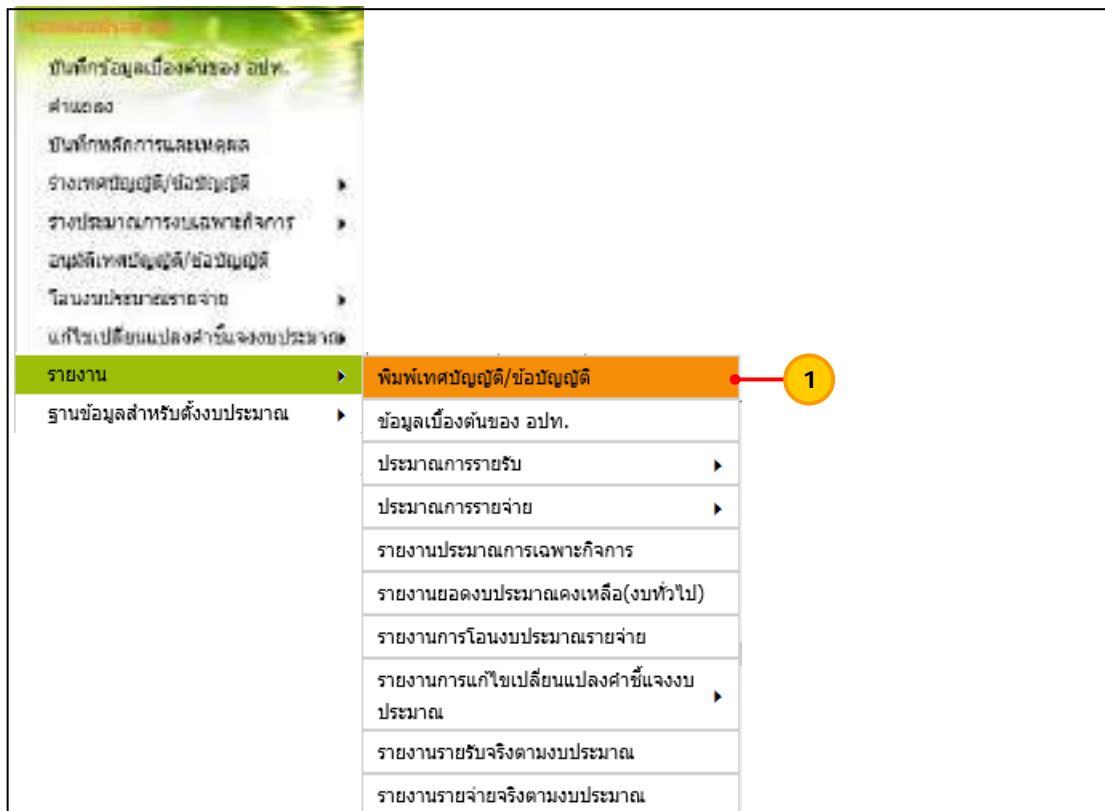 บันทึกข้อมูลเบื้องต้นของ อปท.
คำแถลง
บันทึกหลักการและเหตุผล
ร่างเทศบัญญัติ/ข้อบัญญัติ
ร่างประมาณการงบเฉพาะกิจการ
อนุมัติเทศบัญญัติ/ข้อบัญญัติ
โอนงบประมาณรายจ่าย
แก้ไขเปลี่ยนแปลงคำชี้แจงงบประมาณ
รายงาน
ฐานข้อมูลสำหรับตั้งงบประมาณ
พิมพ์เทศบัญญัติ/ข้อบัญญัติ
1
ข้อมูลเบื้องต้นของ อปท.
ประมาณการรายรับ
ประมาณการรายจ่าย
รายงานประมาณการเฉพาะกิจการ
รายงานยอดงบประมาณคงเหลือ(งบทั่วไป)
รายงานการโอนงบประมาณรายจ่าย
รายงานการแก้ไขเปลี่ยนแปลงคำชี้แจงงบ
ประมาณ
รายงานรายรับจริงตามงบประมาณ
รายงานรายจ่ายจริงตามงบประมาณ